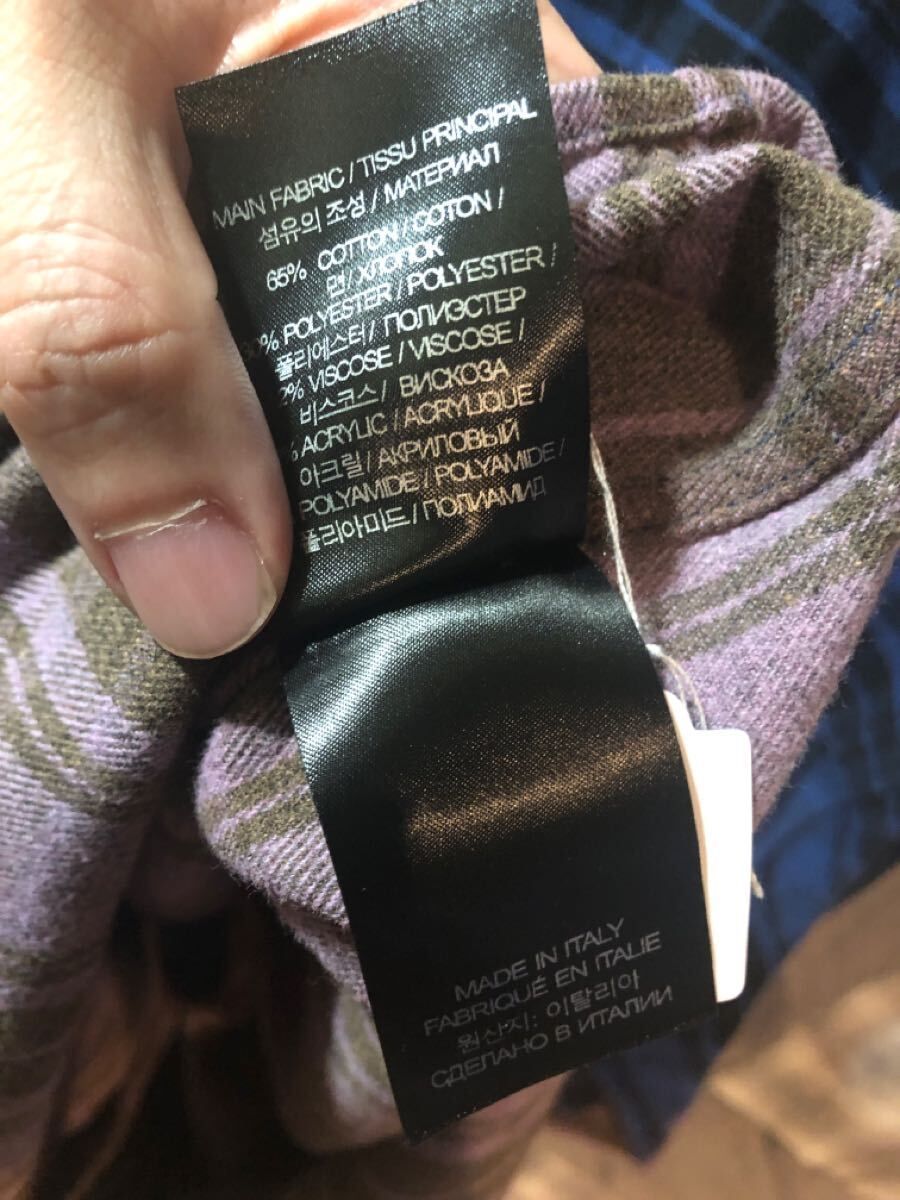 MAIN FABRIC / TISSU PRINCIPAL
섬유의 조성 / МАТЕРИАЛ
65% COTTON / COTON /
면 / ХЛОПОК
30% POLYESTER / POLYESTER /
폴리에스터 / ПОЛИЭСТЕР
2% VISCOSE / VISCOSE /
비스코스 / ВИСКОЗА
% ACRYLIC / ACRYLIQUE /
아크릴 / АКРИЛОВЫЙ
POLYAMIDE / POLYAMIDE /
폴리아미드 / ПОЛИАМИД
MADE IN ITALY
FABRIQUÉ EN ITALIE
원산지: 이탈리아
СДЕЛАНО В ИТАЛИИ